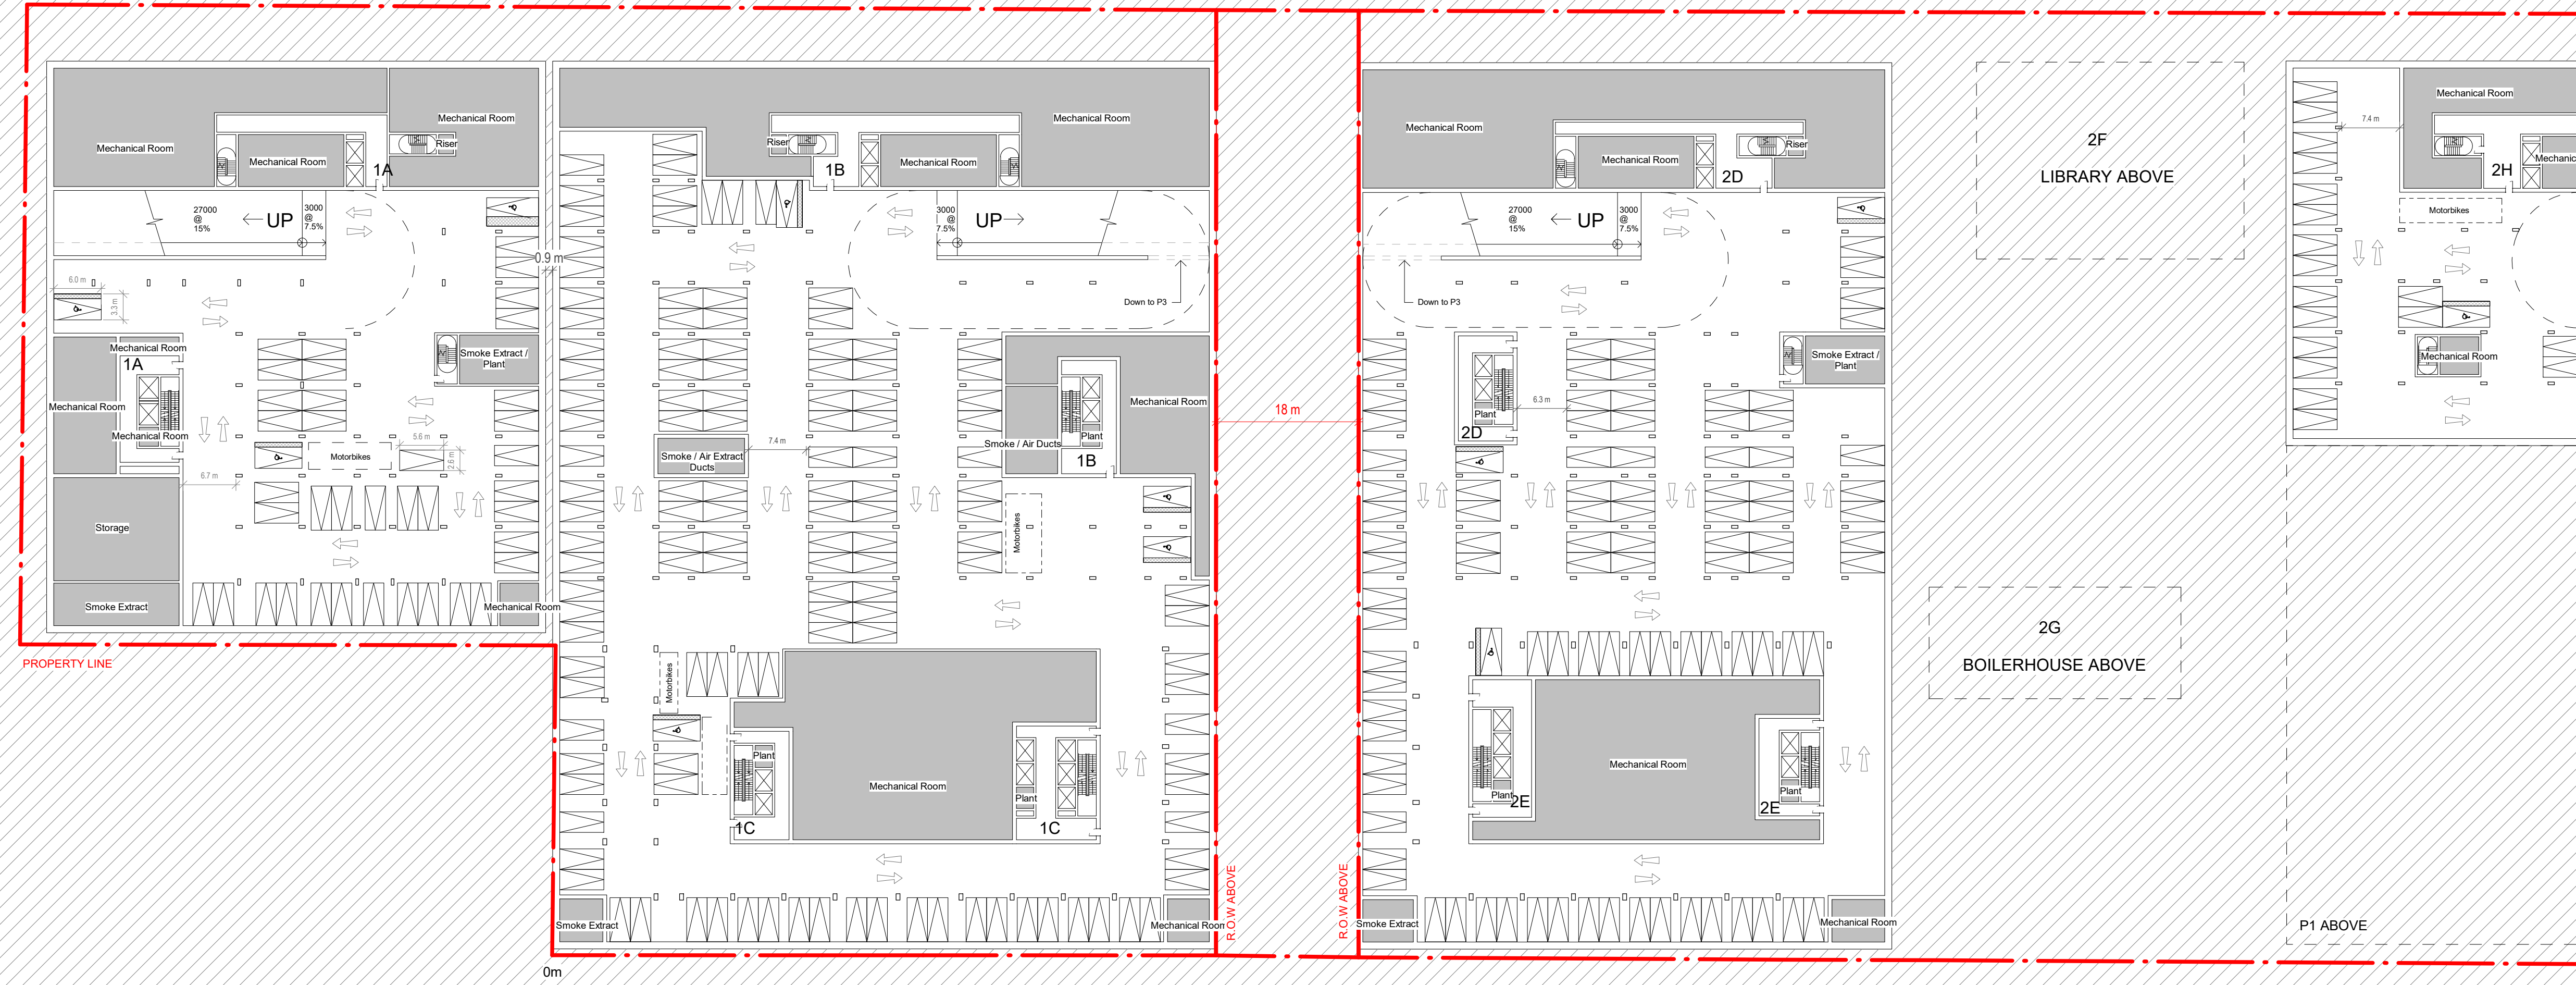 Mechanical Room
Mechanical Room
Mechanical Room
Riser
1A
27000
@
15%
UP
3000
@
7.5%
6.0 m
3.3 m
0.9 m
Mechanical Room
1A
Mechanical Room
Mechanical Room
Smoke Extract /
Plant
Motorbikes
5.6 m
2.6 m
6.7 m
Storage
Smoke Extract
Mechanical Room
PROPERTY LINE
Mechanical Room
Riser
1B
Mechanical Room
3000
@
7.5%
UP
Down to P3
Smoke / Air Extract
Ducts
7.4 m
Smoke / Air Ducts
Mechanical Room
Plant
1B
Motorbikes
Motorbikes
Plant
1C
Mechanical Room
Plant
1C
Smoke Extract
Mechanical Room
0m
R.O.W ABOVE
18 m
R.O.W ABOVE
Mechanical Room
Mechanical Room
2D
Riser
27000
@
15%
UP
3000
@
7.5%
Down to P3
Plant
2D
6.3 m
Smoke Extract /
Plant
Plant
2E
Mechanical Room
Plant
2E
Smoke Extract
Mechanical Room
2F
LIBRARY ABOVE
2G
BOILERHOUSE ABOVE
7.4 m
Mechanical Room
2H
Motorbikes
Mechanical Room
P1 ABOVE